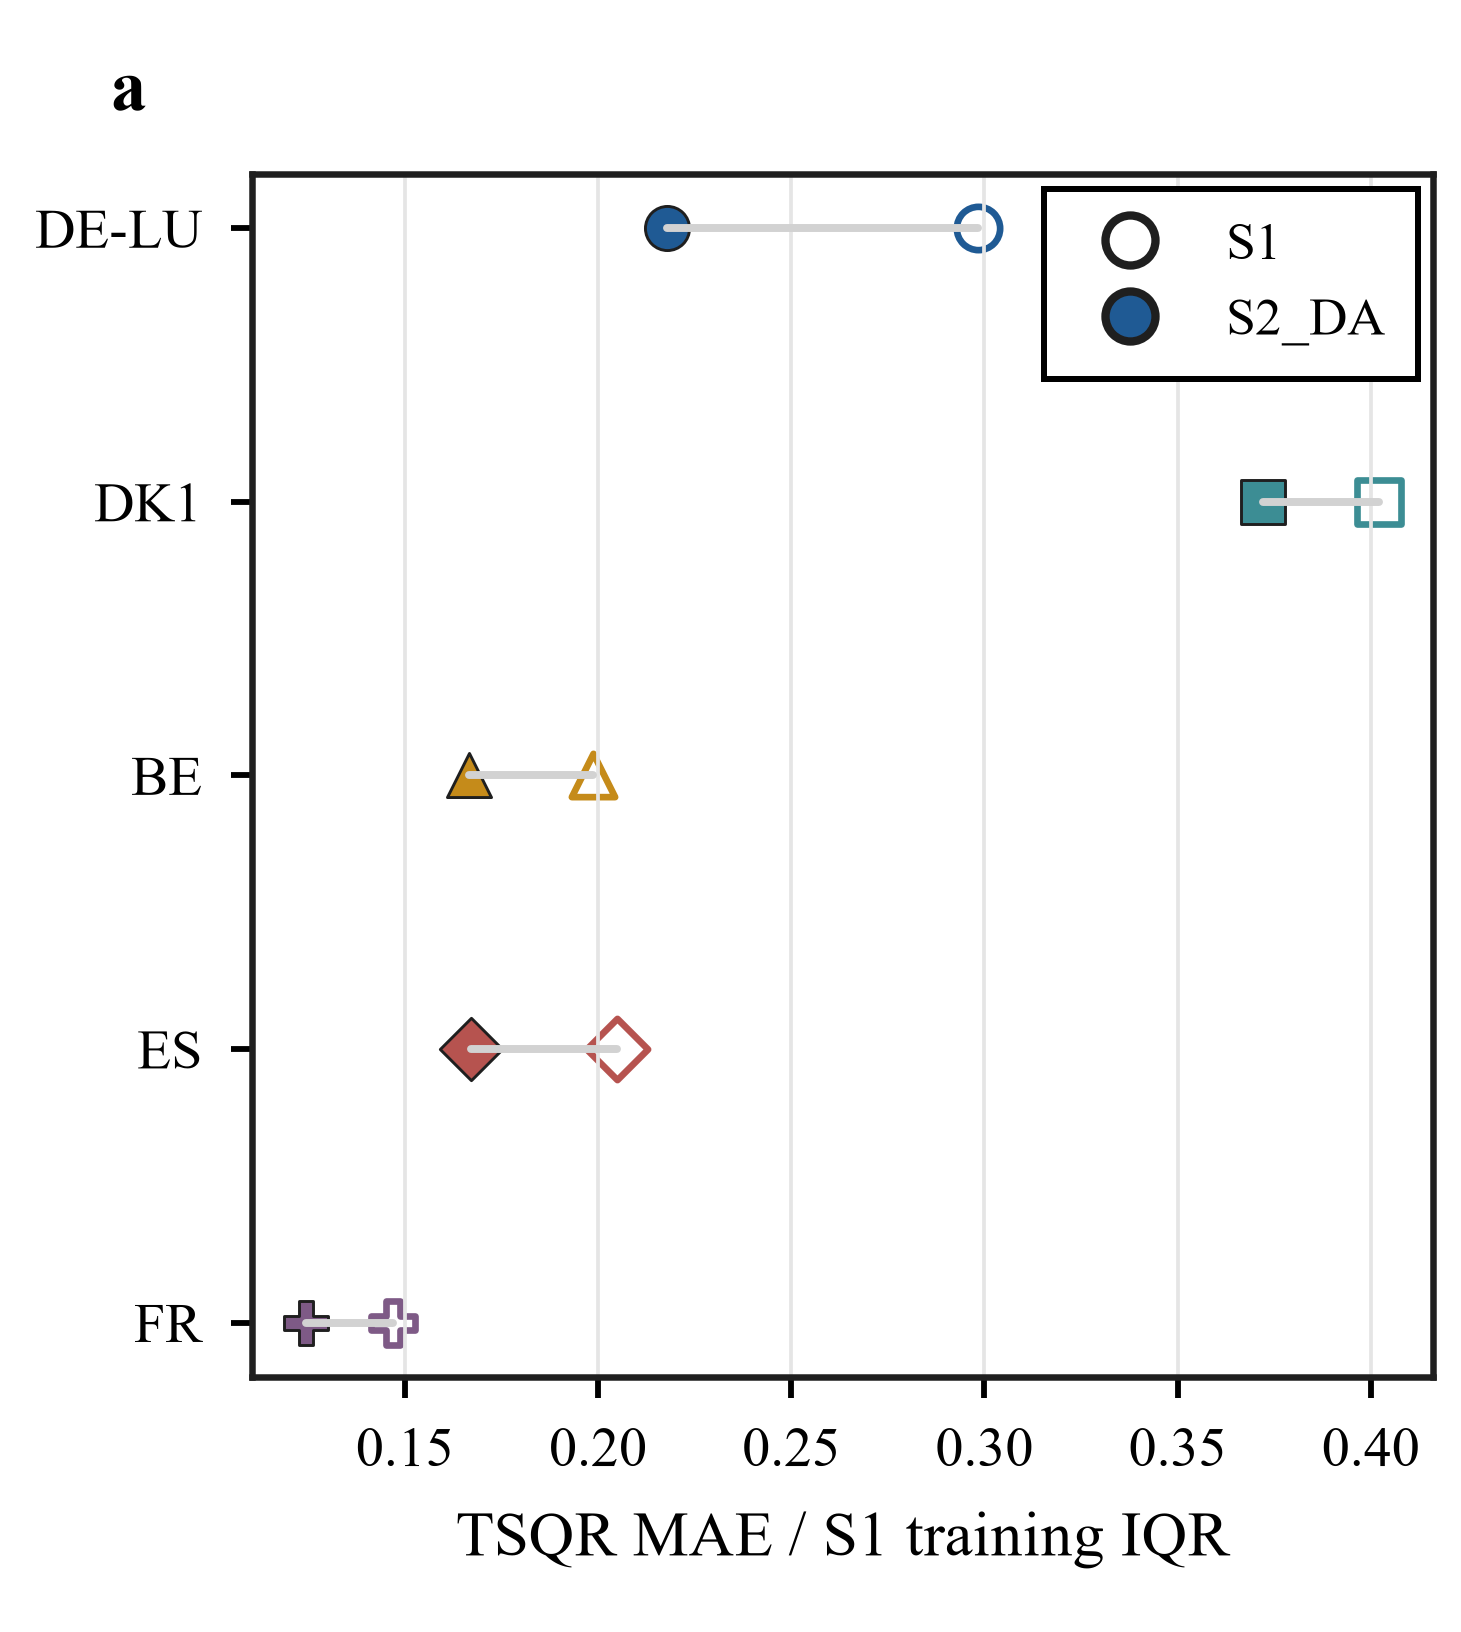 a
DE-LU
S1
S2_DA
DK1
BE
ES
FR
0.15 0.20 0.25 0.30 0.35 0.40
TSQR MAE / S1 training IQR